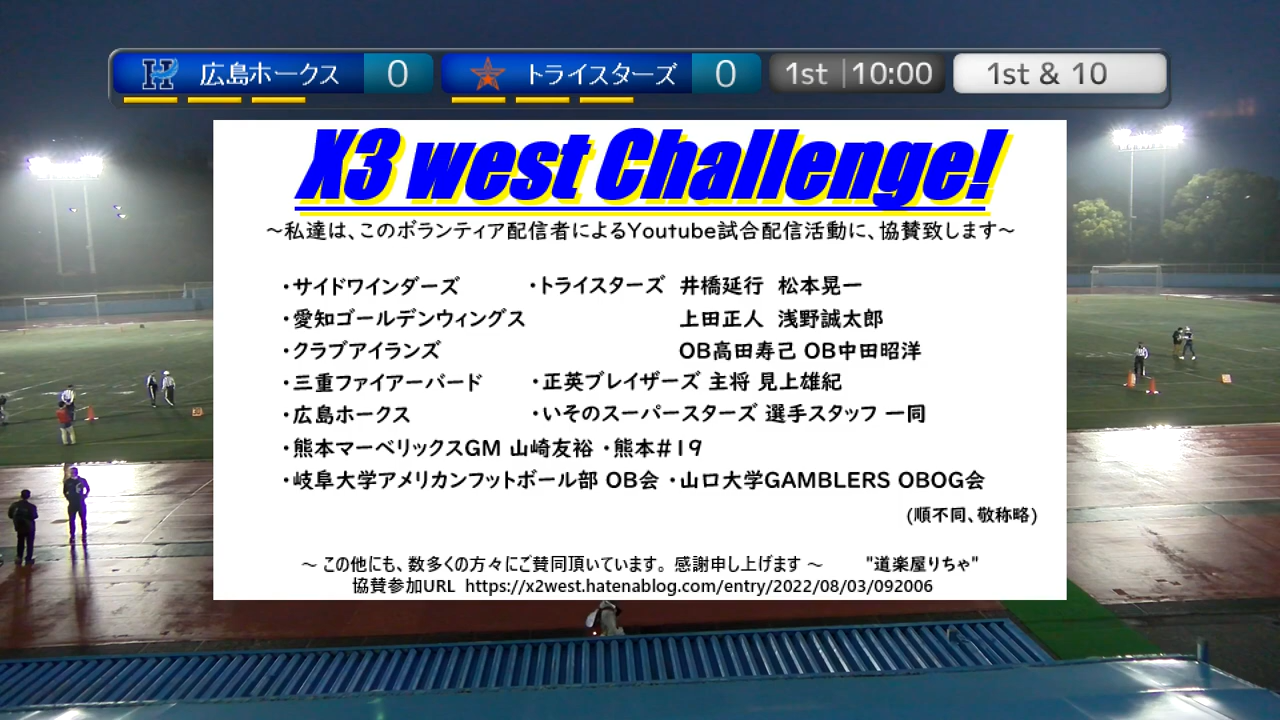 H 広島ホークス 0 トライスターズ 0 1st 10:00 1st & 10
X3 west Challenge!
～私達は、このボランティア配信者によるYoutube試合配信活動に、協賛致します～
・サイドワインダーズ ・トライスターズ 井橋延行 松本晃一
・愛知ゴールデンウィングス 上田正人 浅野誠太郎
・クラブアイランズ OB高田寿己 OB中田昭洋
・三重ファイアーバード ・正英ブレイザーズ 主将 見上雄紀
・広島ホークス ・いそのスーパースターズ 選手スタッフ 一同
・熊本マーベリックスGM 山崎友裕 ・熊本#19
・岐阜大学アメリカンフットボール部 OB会 ・山口大学GAMBLERS OBOG会
(順不同、敬称略)
～ この他にも、数多くの方々にご賛同頂いています。感謝申し上げます ～ "道楽屋りちゃ"
協賛参加URL https://x2west.hatenablog.com/entry/2022/08/03/092006